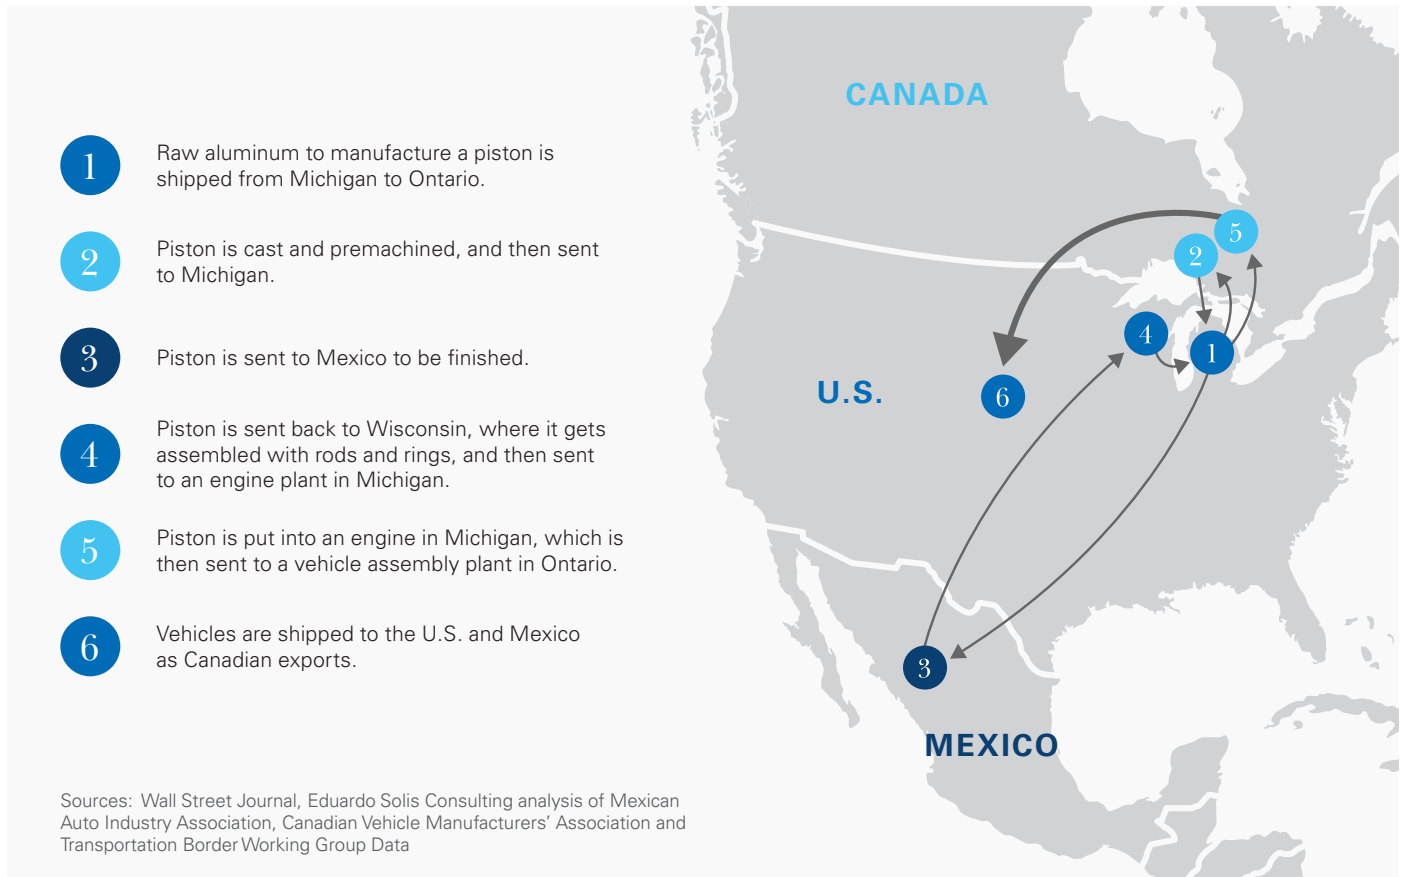 1
Raw aluminum to manufacture a piston is
shipped from Michigan to Ontario.
2
Piston is cast and premachined, and then sent
to Michigan.
3
Piston is sent to Mexico to be finished.
4
Piston is sent back to Wisconsin, where it gets
assembled with rods and rings, and then sent
to an engine plant in Michigan.
5
Piston is put into an engine in Michigan, which is
then sent to a vehicle assembly plant in Ontario.
6
Vehicles are shipped to the U.S. and Mexico
as Canadian exports.
Sources: Wall Street Journal, Eduardo Solis Consulting analysis of Mexican
Auto Industry Association, Canadian Vehicle Manufacturers’ Association and
Transportation Border Working Group Data
CANADA
5
2
4
1
U.S.
6
3
MEXICO